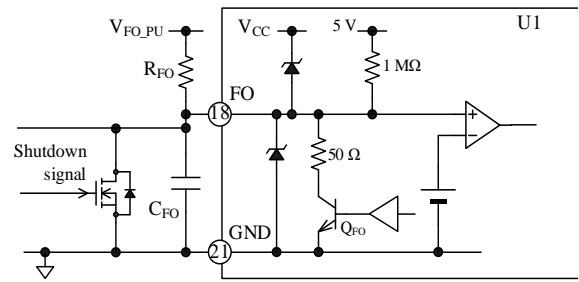 U1
V_FO_PU
V_CC
5 V
R_FO
1 MΩ
FO
18
+
−
Shutdown
signal
50 Ω
C_FO
Q_FO
GND
21